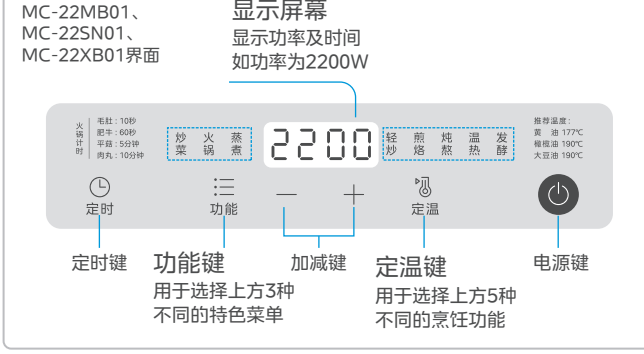 MC-22MB01、
MC-22SN01、
MC-22XB01界面
显示屏幕
显示功率及时间
如功率为2200W
火锅计时
毛肚：10秒
肥牛：60秒
平菇：5分钟
肉丸：10分钟
炒菜 火锅 蒸煮
2200
轻炒 煎烙 炖熬 温热 发酵
推荐温度：
黄 油 177℃
橄榄油 190℃
大豆油 190℃
定时
功能
定温
定时键
功能键
用于选择上方3种
不同的特色菜单
加减键
定温键
用于选择上方5种
不同的烹饪功能
电源键